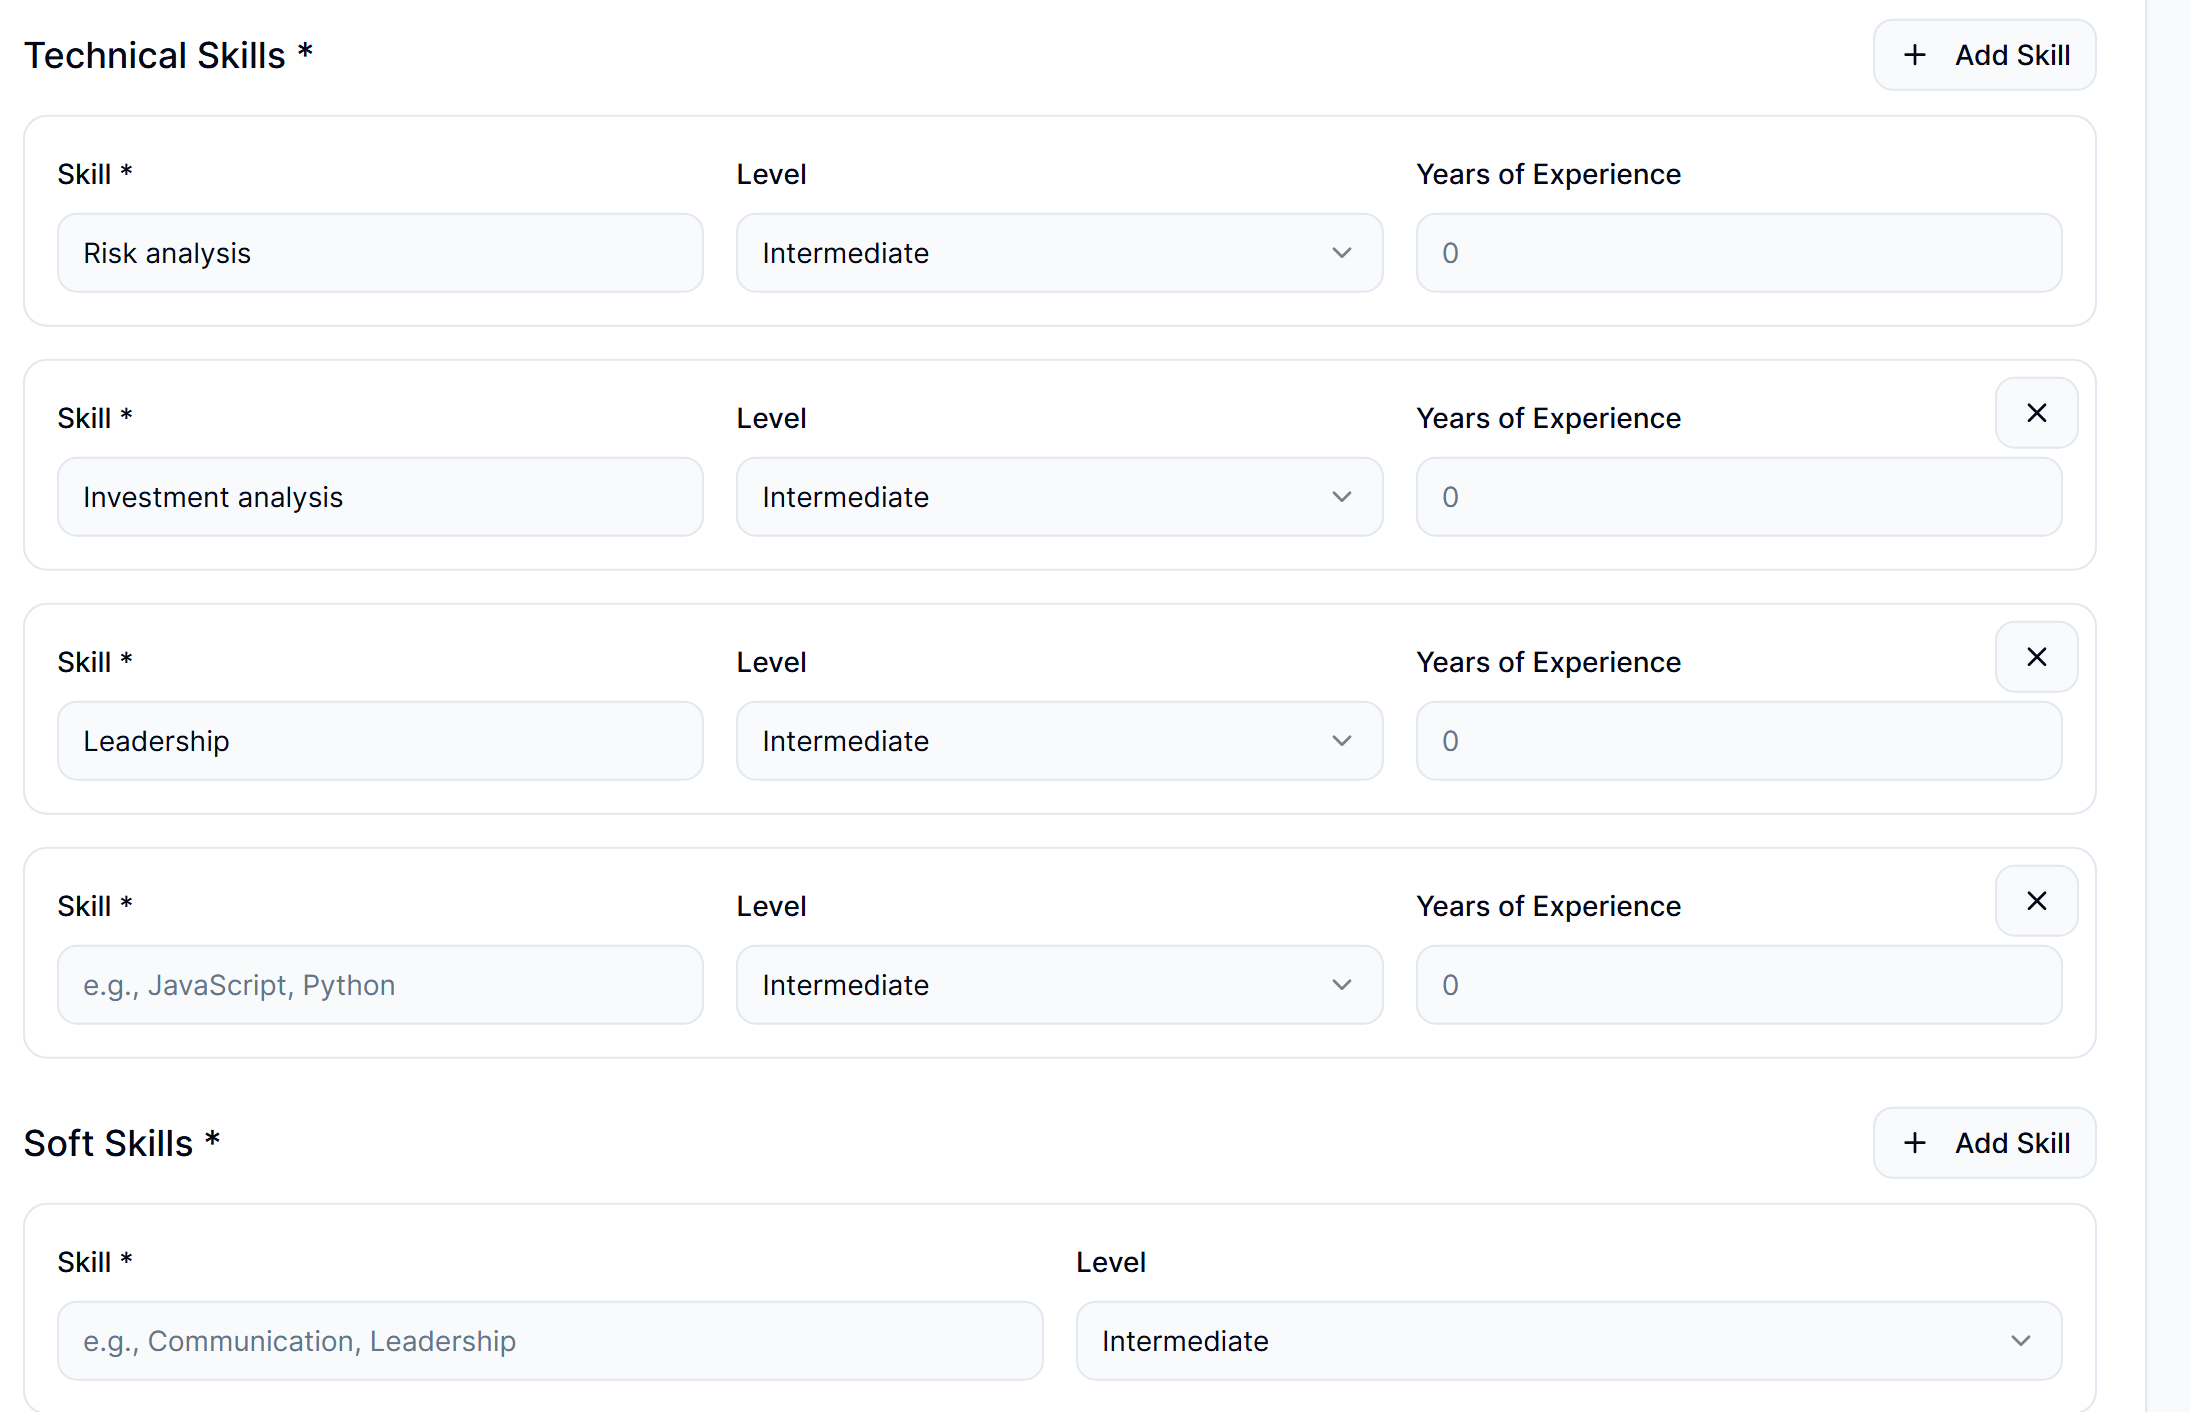 Technical Skills *
+ Add Skill
Skill * Level Years of Experience
Risk analysis Intermediate 0
Skill * Level Years of Experience
Investment analysis Intermediate 0
Skill * Level Years of Experience
Leadership Intermediate 0
Skill * Level Years of Experience
e.g., JavaScript, Python Intermediate 0
Soft Skills *
+ Add Skill
Skill * Level
e.g., Communication, Leadership Intermediate